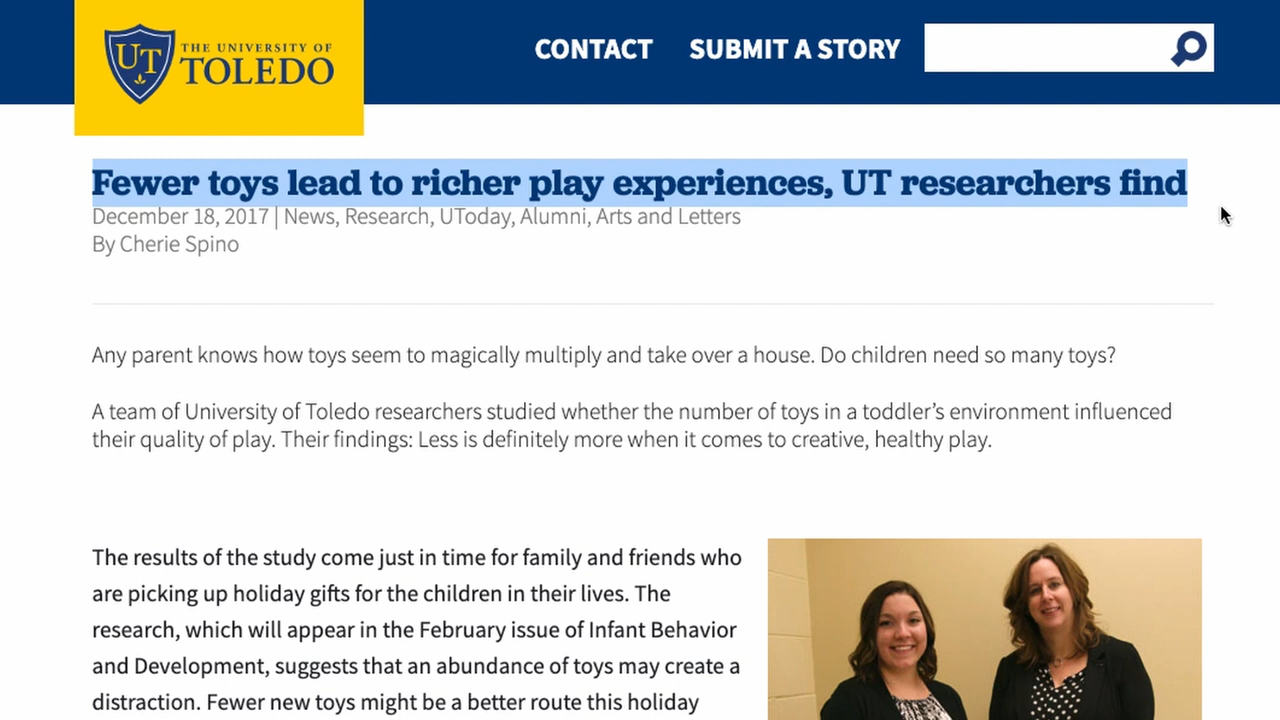 UT
THE UNIVERSITY OF
TOLEDO
CONTACT
SUBMIT A STORY
Fewer toys lead to richer play experiences, UT researchers find
December 18, 2017 | News, Research, UToday, Alumni, Arts and Letters
By Cherie Spino
Any parent knows how toys seem to magically multiply and take over a house. Do children need so many toys?
A team of University of Toledo researchers studied whether the number of toys in a toddler’s environment influenced
their quality of play. Their findings: Less is definitely more when it comes to creative, healthy play.
The results of the study come just in time for family and friends who
are picking up holiday gifts for the children in their lives. The
research, which will appear in the February issue of Infant Behavior
and Development, suggests that an abundance of toys may create a
distraction. Fewer new toys might be a better route this holiday